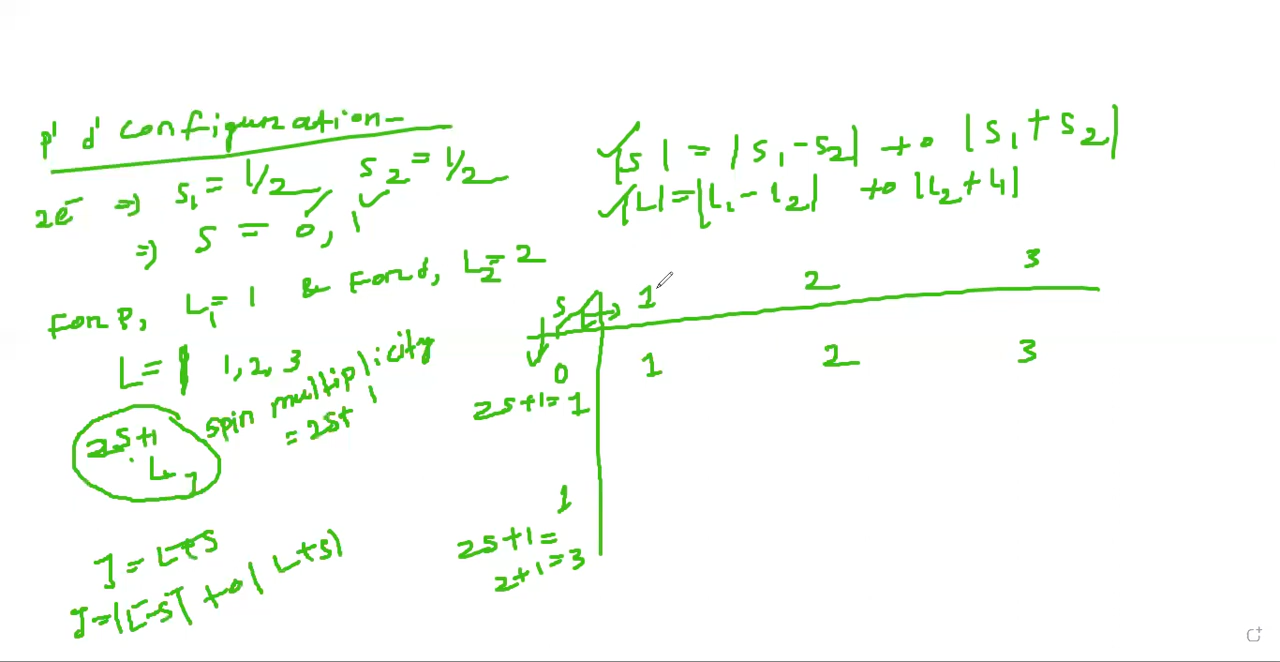 p¹ d¹ configuration-
2e⁻ ⇒ s₁ = 1/2, s₂ = 1/2
⇒ s = 0, 1
For p, L₁ = 1 & For d, L₂ = 2
L = 1, 2, 3
spin multiplicity
= 2s+1
2s+1
L J
J = L+s
J = |L-s| to |L+s|
|s| = |s₁-s₂| to |s₁+s₂|
|L| = |L₁-L₂| to |L₂+L₁|
s L 1 2 3
0 1 2 3
2s+1 = 1
1
2s+1 =
2+1 = 3